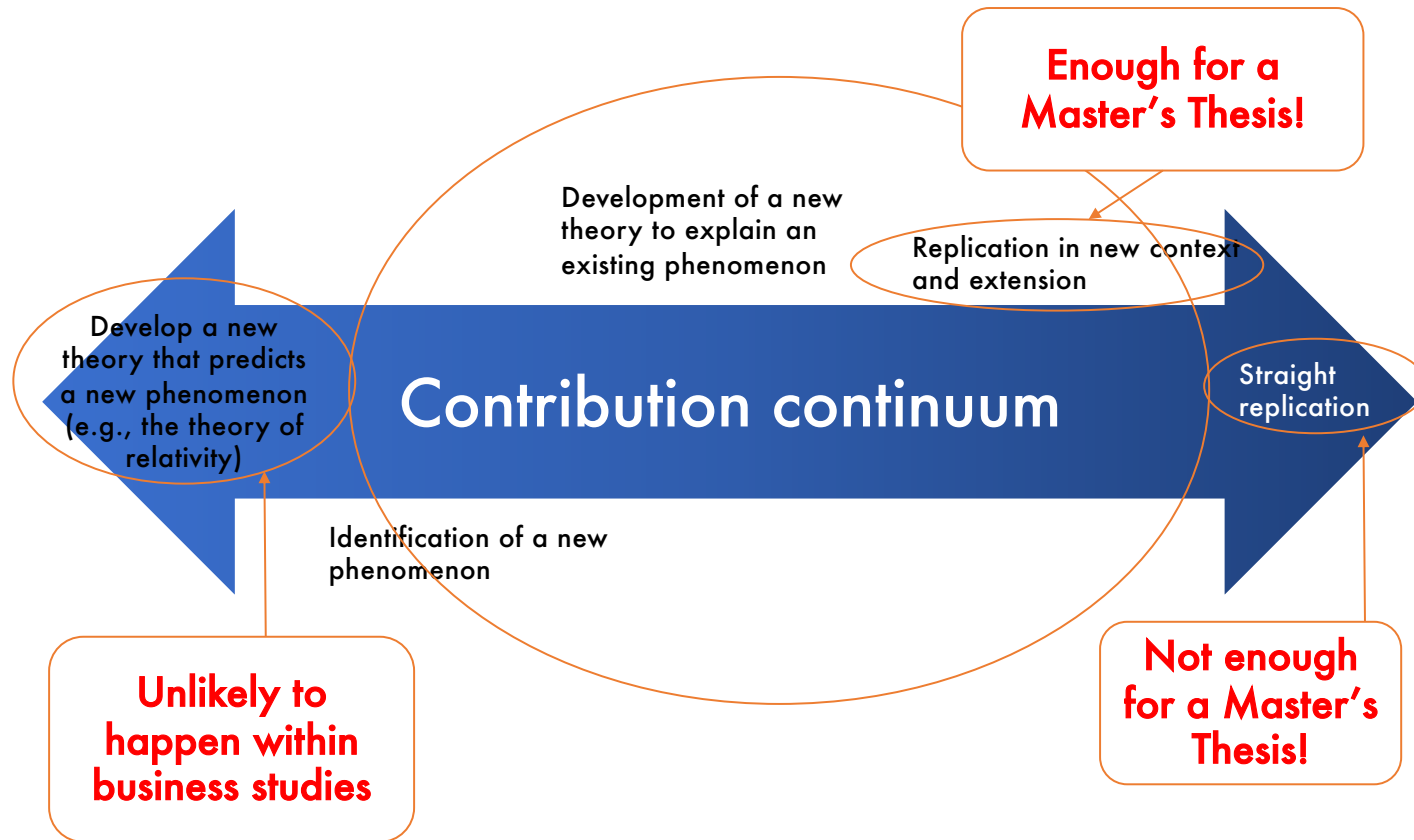 Enough for a
Master's Thesis!
Development of a new
theory to explain an
existing phenomenon
Replication in new context
and extension
Develop a new
theory that predicts
a new phenomenon
(e.g., the theory of
relativity)
Contribution continuum
Straight
replication
Identification of a new
phenomenon
Unlikely to
happen within
business studies
Not enough
for a Master's
Thesis!